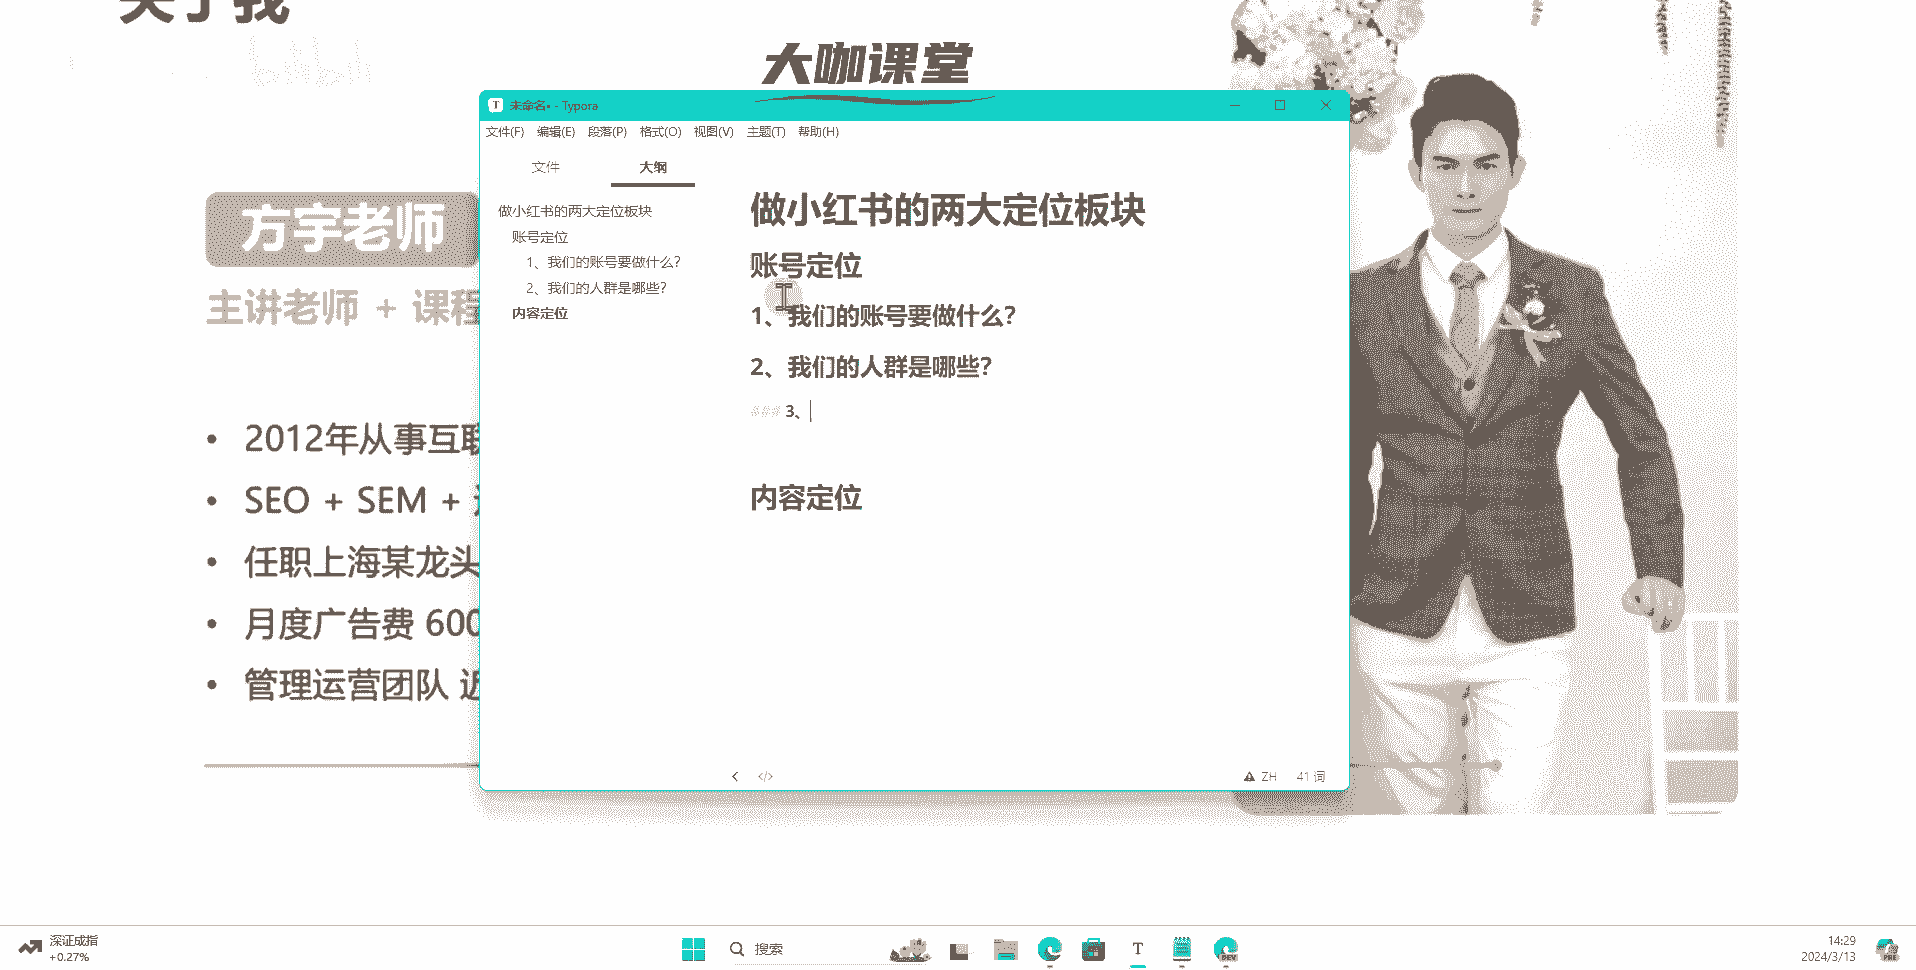 关于我
bilibili
大咖课堂
方宇老师
主讲老师 + 课程
2012年从事互联
SEO + SEM +
任职上海某龙头
月度广告费 600
管理运营团队 近
未命名• - Typora
文件(F) 编辑(E) 段落(P) 格式(O) 视图(V) 主题(T) 帮助(H)
文件 大纲
做小红书的两大定位板块
账号定位
1、我们的账号要做什么?
2、我们的人群是哪些?
内容定位
做小红书的两大定位板块
账号定位
1、我们的账号要做什么?
2、我们的人群是哪些?
### 3、
内容定位
</> ZH 41 词
深证成指
+0.27%
搜索
T
DEV
14:29
2024/3/13
PRE